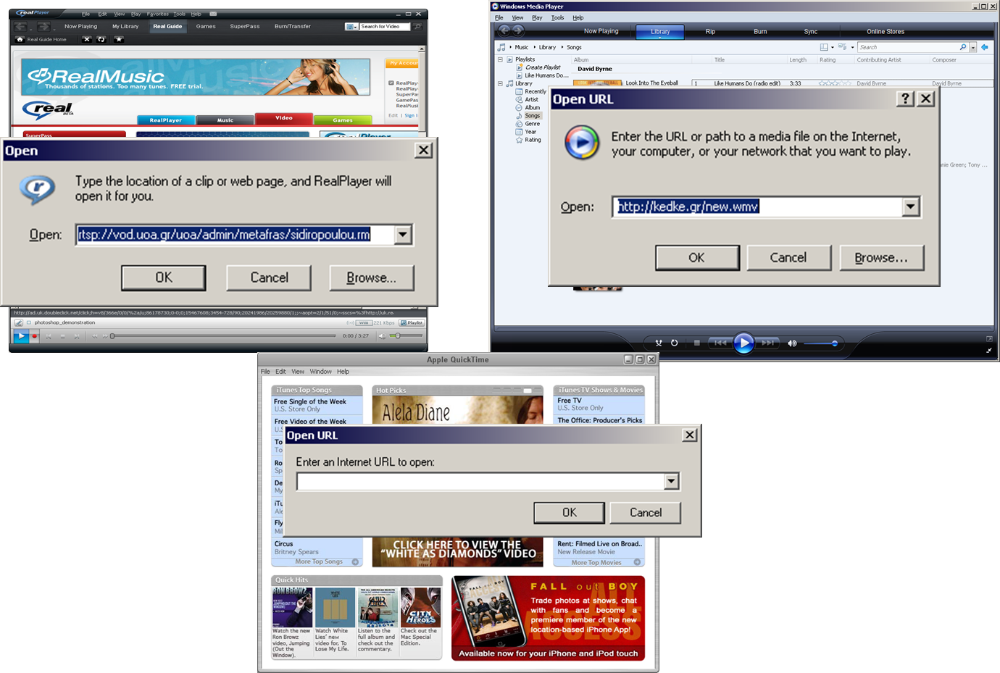 real Player
File Edit View Play Favorites Tools Help
Now Playing My Library Real Guide Games SuperPass Burn/Transfer Search for Video
Real Guide Home
RealMusic
Thousands of stations. Too many tunes. FREE trial.
My Accou
RealPlay
RealPlay
SuperPas
GamePas
RealMusi
Edit | Sign
real
BETA
RealPlayer Music Video Games
SuperPass
Open
Type the location of a clip or web page, and RealPlayer will
open it for you.
Open: rtsp://vod.uoa.gr/uoa/admin/metafras/sidiropoulou.rm
OK Cancel Browse...
http://ad.uk.doubleclick.net/click;h=v8/366e/0/0/%2a/u;86178730;0-0;0;15467608;3454-728/90;20241986/20259880/1;;~aopt=2/1/51/0;~sscs=%3fhttp://uk.re
photoshop_demonstration
Web 221 Kbps Playlist
0:00 / 3:27
Windows Media Player
File View Play Tools Help
Now Playing Library Rip Burn Sync Online Stores
Music Library Songs Search
Playlists
Create Playlist
Like Humans Do...
Library
Recently
Artist
Album
Songs
Genre
Year
Rating
Album Title Length Rating Contributing Artist Composer
David Byrne
Look Into The Eyeball 1 Like Humans Do (radio edit) 3:33 David Byrne David Byrne
nie Green; Tony ...
Open URL
Enter the URL or path to a media file on the Internet,
your computer, or your network that you want to play.
Open: http://kedke.gr/new.wmv
OK Cancel Browse...
Apple QuickTime
File Edit View Window Help
iTunes Top Songs
Free Single of the Week
U.S. Store Only
Free Video of the Week
U.S
To
To
Ro
Sp
De
My
iTu
Ale
Fly
Mil
Circus
Britney Spears
More Top Songs
Hot Picks
Alela Diane
CLICK HERE TO VIEW THE
"WHITE AS DIAMONDS" VIDEO
iTunes TV Shows & Movies
Free TV
U.S. Store Only
The Office: Producer's Picks
Rent: Filmed Live on Broad..
New Release Movie
More Top Movies
Open URL
Enter an Internet URL to open:
OK Cancel
Quick Hits
RON BROWZ
Watch the new
Ron Browz
video, Jumping
(Out the
Window).
WHITE
LIES
Watch White
Lies' new
video for, To
Lose My Life.
Listen to the
full album and
check out the
commentary.
CITY
HEROES
Check out the
Mac Special
Edition.
FALL out BOY
ALL
ACCESS
Trade photos at shows, chat
with fans and become a
premiere member of the new
location-based iPhone App!
Available now for your iPhone and iPod touch